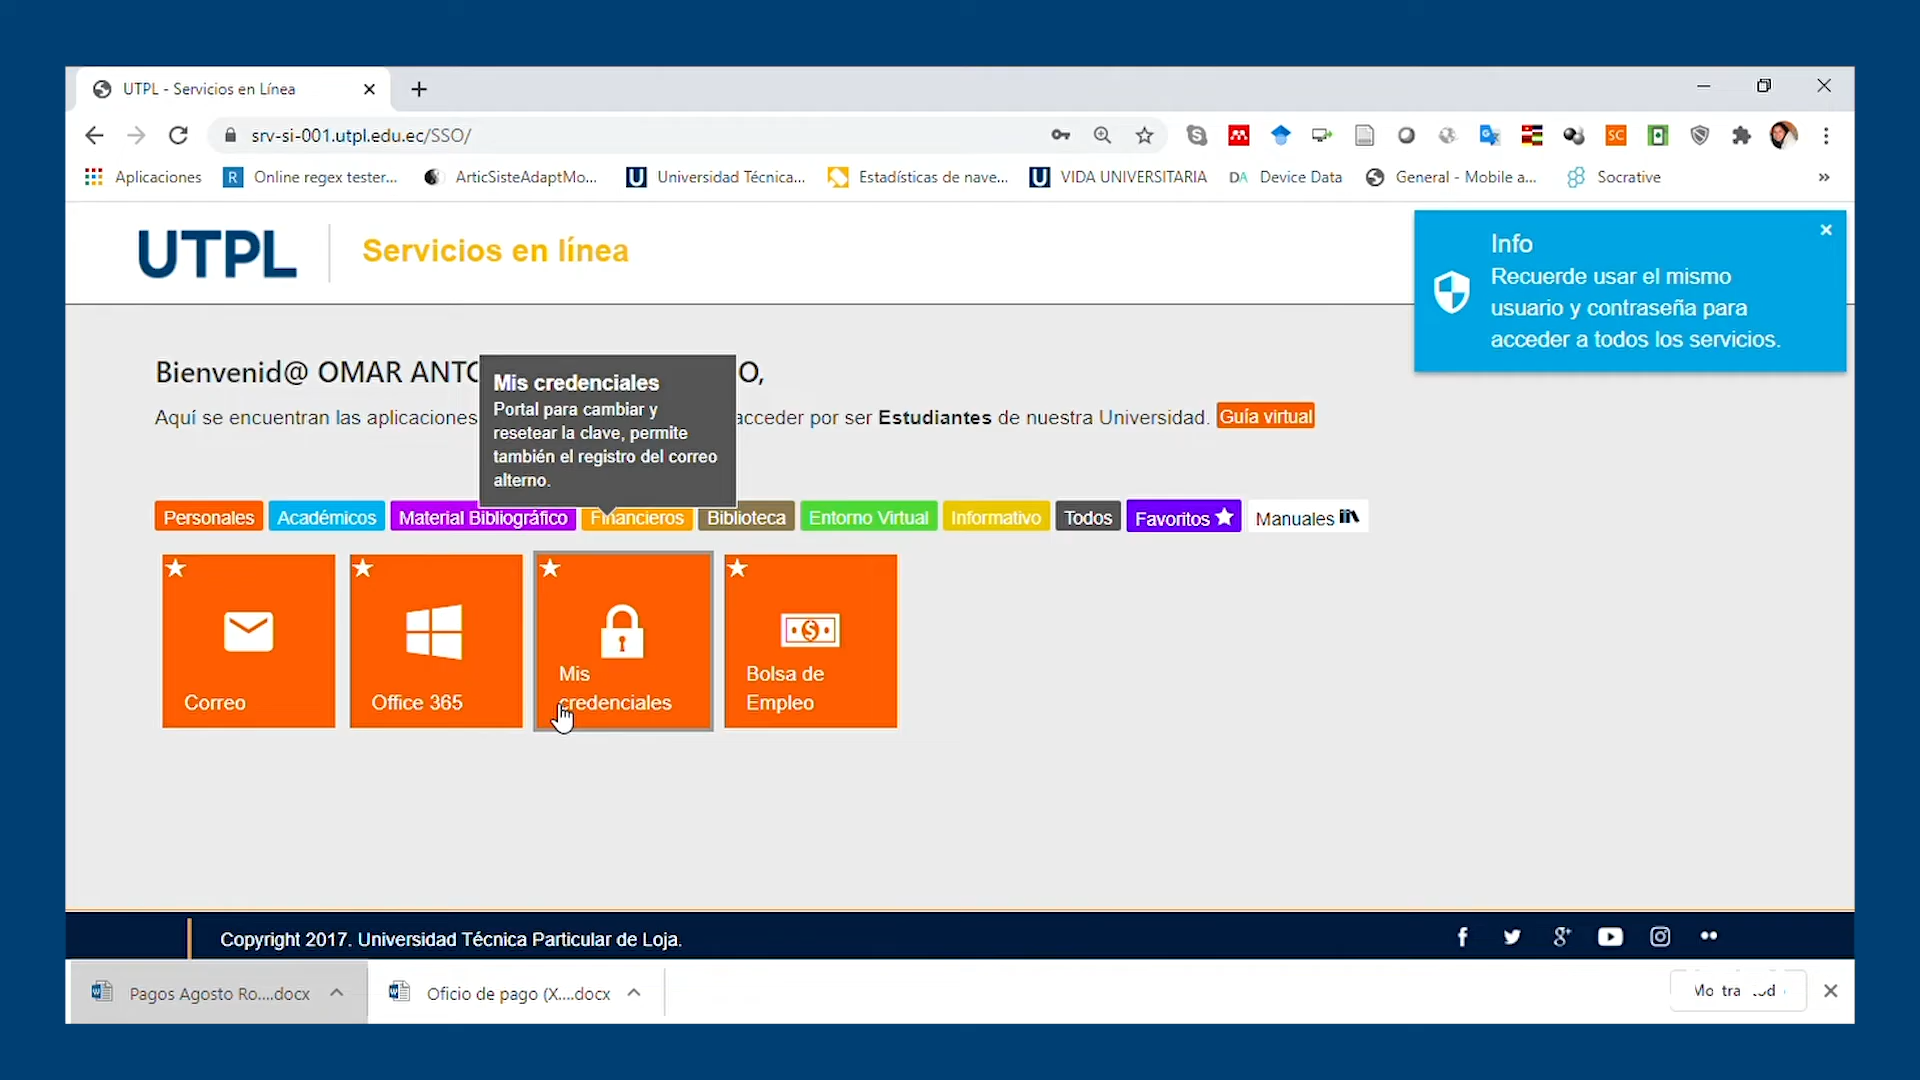 UTPL - Servicios en Línea
srv-si-001.utpl.edu.ec/SSO/
SC
Aplicaciones
R Online regex tester...
ArticSisteAdaptMo...
U Universidad Técnica...
Estadísticas de nave...
U VIDA UNIVERSITARIA
DA Device Data
General - Mobile a...
Socrative
UTPL Servicios en línea
Info
Recuerde usar el mismo
usuario y contraseña para
acceder a todos los servicios.
Bienvenid@ OMAR ANTO O,
Mis credenciales
Portal para cambiar y
resetear la clave, permite
también el registro del correo
alterno.
Aquí se encuentran las aplicaciones acceder por ser Estudiantes de nuestra Universidad. Guía virtual
Personales Académicos Material Bibliográfico Financieros Biblioteca Entorno Virtual Informativo Todos Favoritos Manuales
Correo
Office 365
Mis
credenciales
Bolsa de
Empleo
Copyright 2017. Universidad Técnica Particular de Loja.
Pagos Agosto Ro....docx
Oficio de pago (X....docx